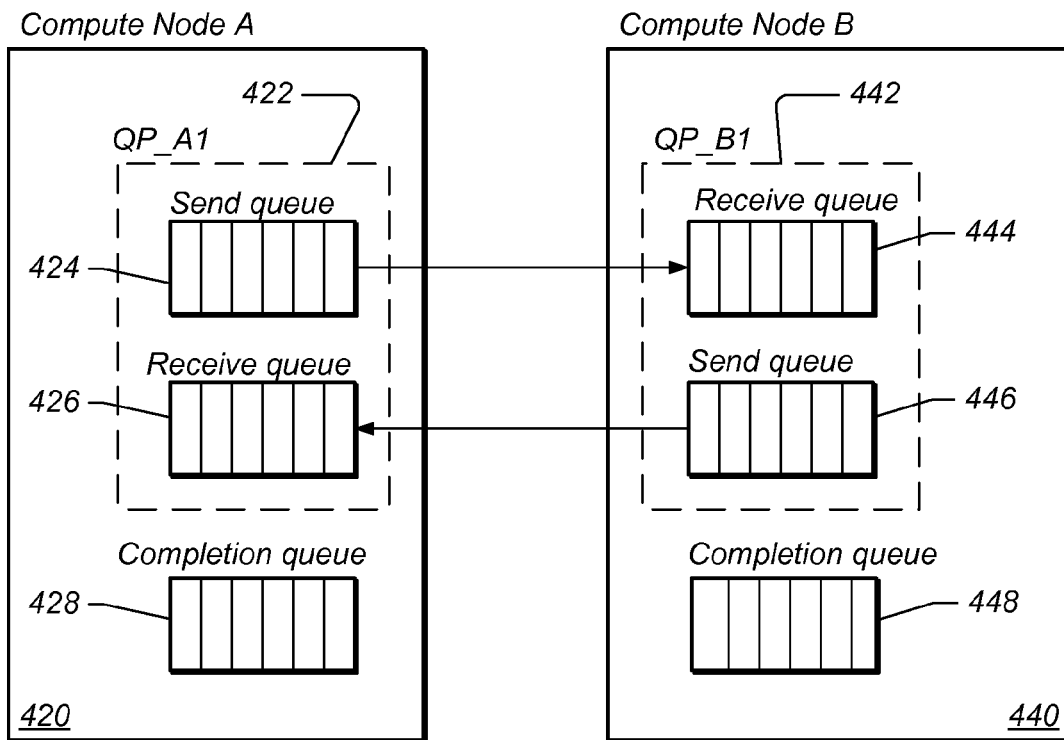 Compute Node A
Compute Node B
422
442
QP_A1
QP_B1
Send queue
Receive queue
424
444
Receive queue
Send queue
426
446
Completion queue
Completion queue
428
448
420
440